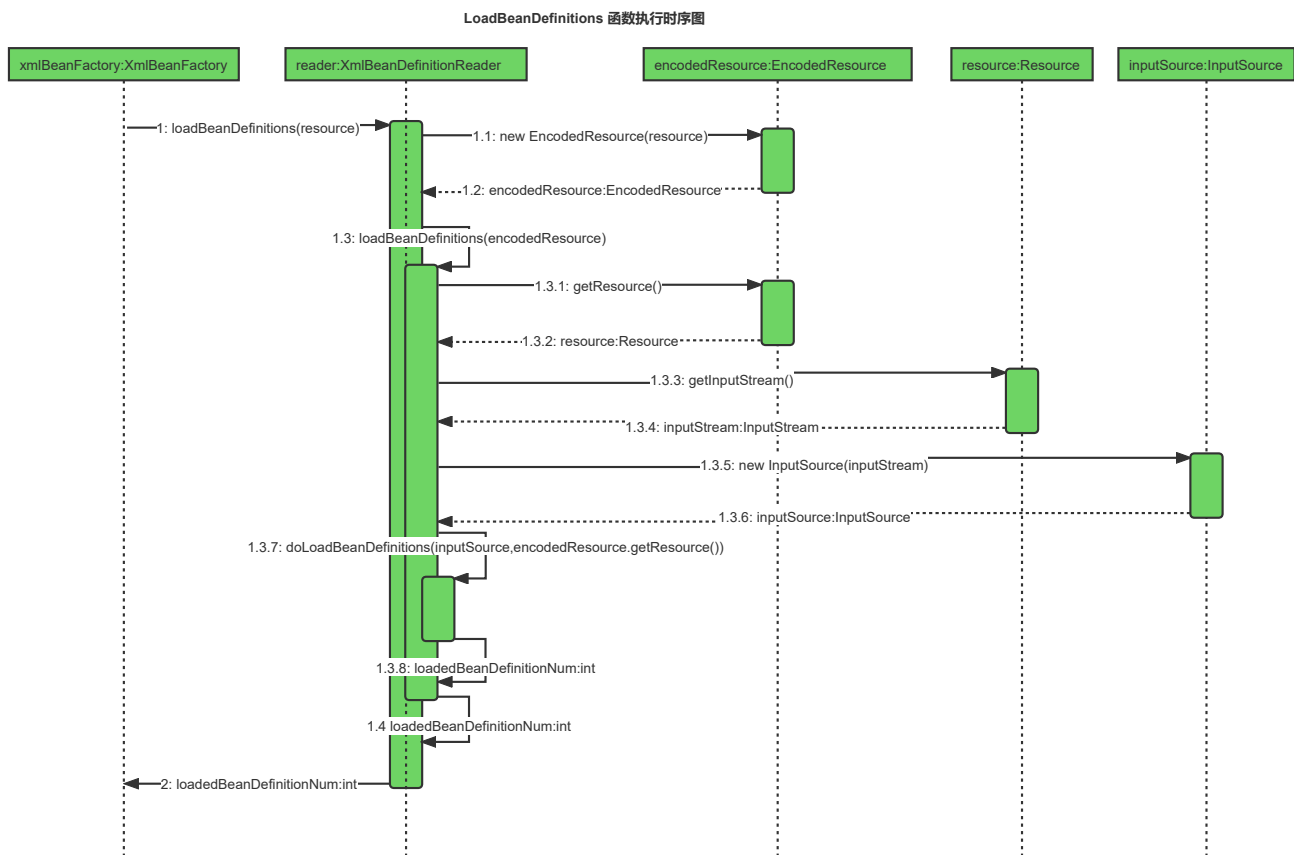 LoadBeanDefinitions 函数执行时序图
xmlBeanFactory:XmlBeanFactory
reader:XmlBeanDefinitionReader
encodedResource:EncodedResource
resource:Resource
inputSource:InputSource
1: loadBeanDefinitions(resource)
1.1: new EncodedResource(resource)
1.2: encodedResource:EncodedResource
1.3: loadBeanDefinitions(encodedResource)
1.3.1: getResource()
1.3.2: resource:Resource
1.3.3: getInputStream()
1.3.4: inputStream:InputStream
1.3.5: new InputSource(inputStream)
1.3.6: inputSource:InputSource
1.3.7: doLoadBeanDefinitions(inputSource,encodedResource.getResource())
1.3.8: loadedBeanDefinitionNum:int
1.4 loadedBeanDefinitionNum:int
2: loadedBeanDefinitionNum:int